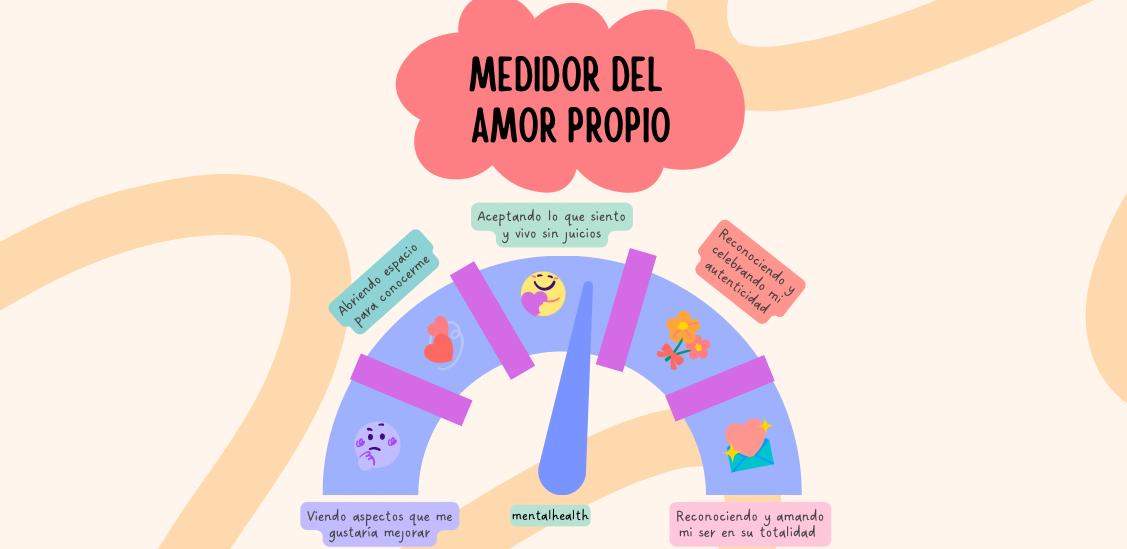 MEDIDOR DEL
AMOR PROPIO
Aceptando lo que siento
y vivo sin juicios
Abriendo espacio
para conocerme
Reconociendo y
celebrando mi
autenticidad
Viendo aspectos que me
gustaría mejorar
mentalhealth
Reconociendo y amando
mi ser en su totalidad